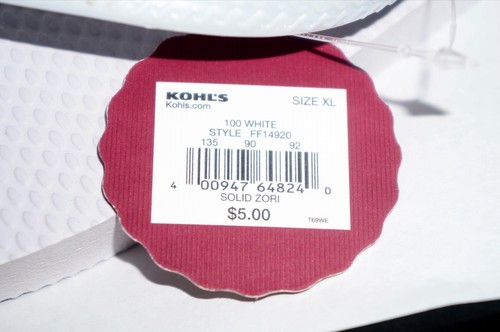 KOHL'S SIZE XL
Kohls.com
100 WHITE
STYLE FF14920
135 90 92
4 00947 64824 0
SOLID ZORI
$5.00
T69WE